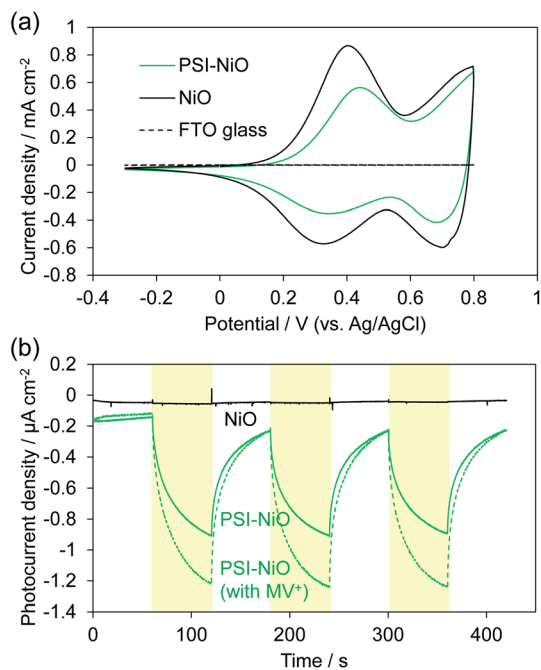 (a)
1
0.8
0.6
0.4
0.2
0
-0.2
-0.4
-0.6
-0.8
Current density / mA cm⁻²
PSI-NiO
NiO
FTO glass
-0.4 -0.2 0 0.2 0.4 0.6 0.8 1
Potential / V (vs. Ag/AgCl)
(b)
0.2
0
-0.2
-0.4
-0.6
-0.8
-1
-1.2
-1.4
Photocurrent density / µA cm⁻²
NiO
PSI-NiO
PSI-NiO
(with MV⁺)
0 100 200 300 400
Time / s